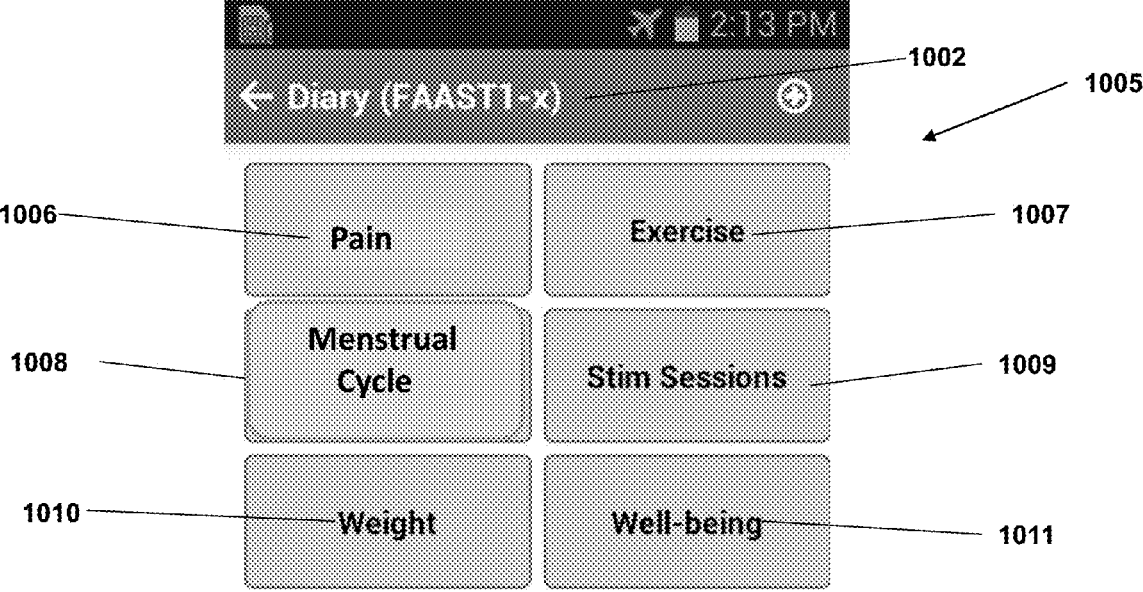 2:13 PM
1002
← Diary (FAAST1-x)
1005
1006
Pain
Exercise
1007
1008
Menstrual
Cycle
Stim Sessions
1009
1010
Weight
Well-being
1011